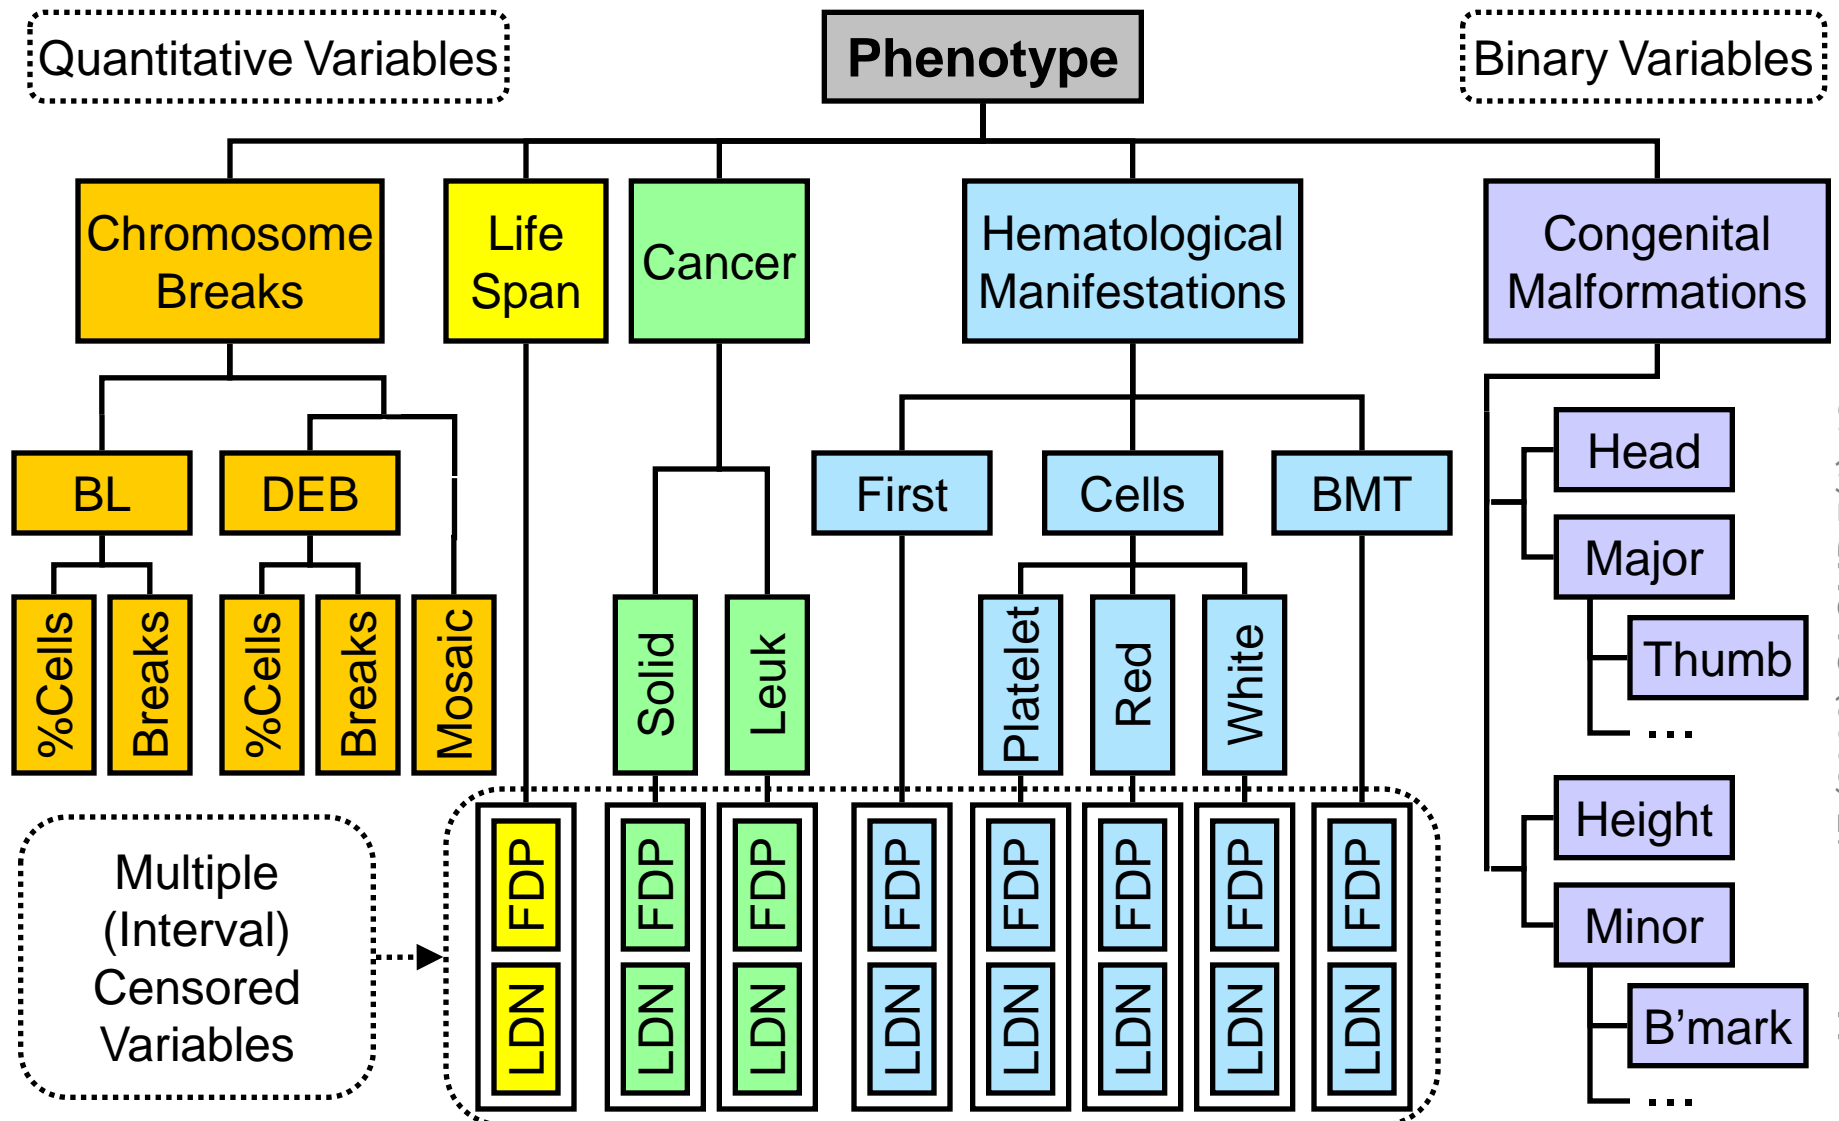 Quantitative Variables
Phenotype
Binary Variables
Chromosome
Breaks
Life
Span
Cancer
Hematological
Manifestations
Congenital
Malformations
BL
DEB
First
Cells
BMT
Head
Major
Thumb
...
%Cells
Breaks
%Cells
Breaks
Mosaic
Solid
Leuk
Platelet
Red
White
Height
Minor
B'mark
...
Multiple
(Interval)
Censored
Variables
FDP
FDP
FDP
FDP
FDP
FDP
FDP
FDP
LDN
LDN
LDN
LDN
LDN
LDN
LDN
LDN